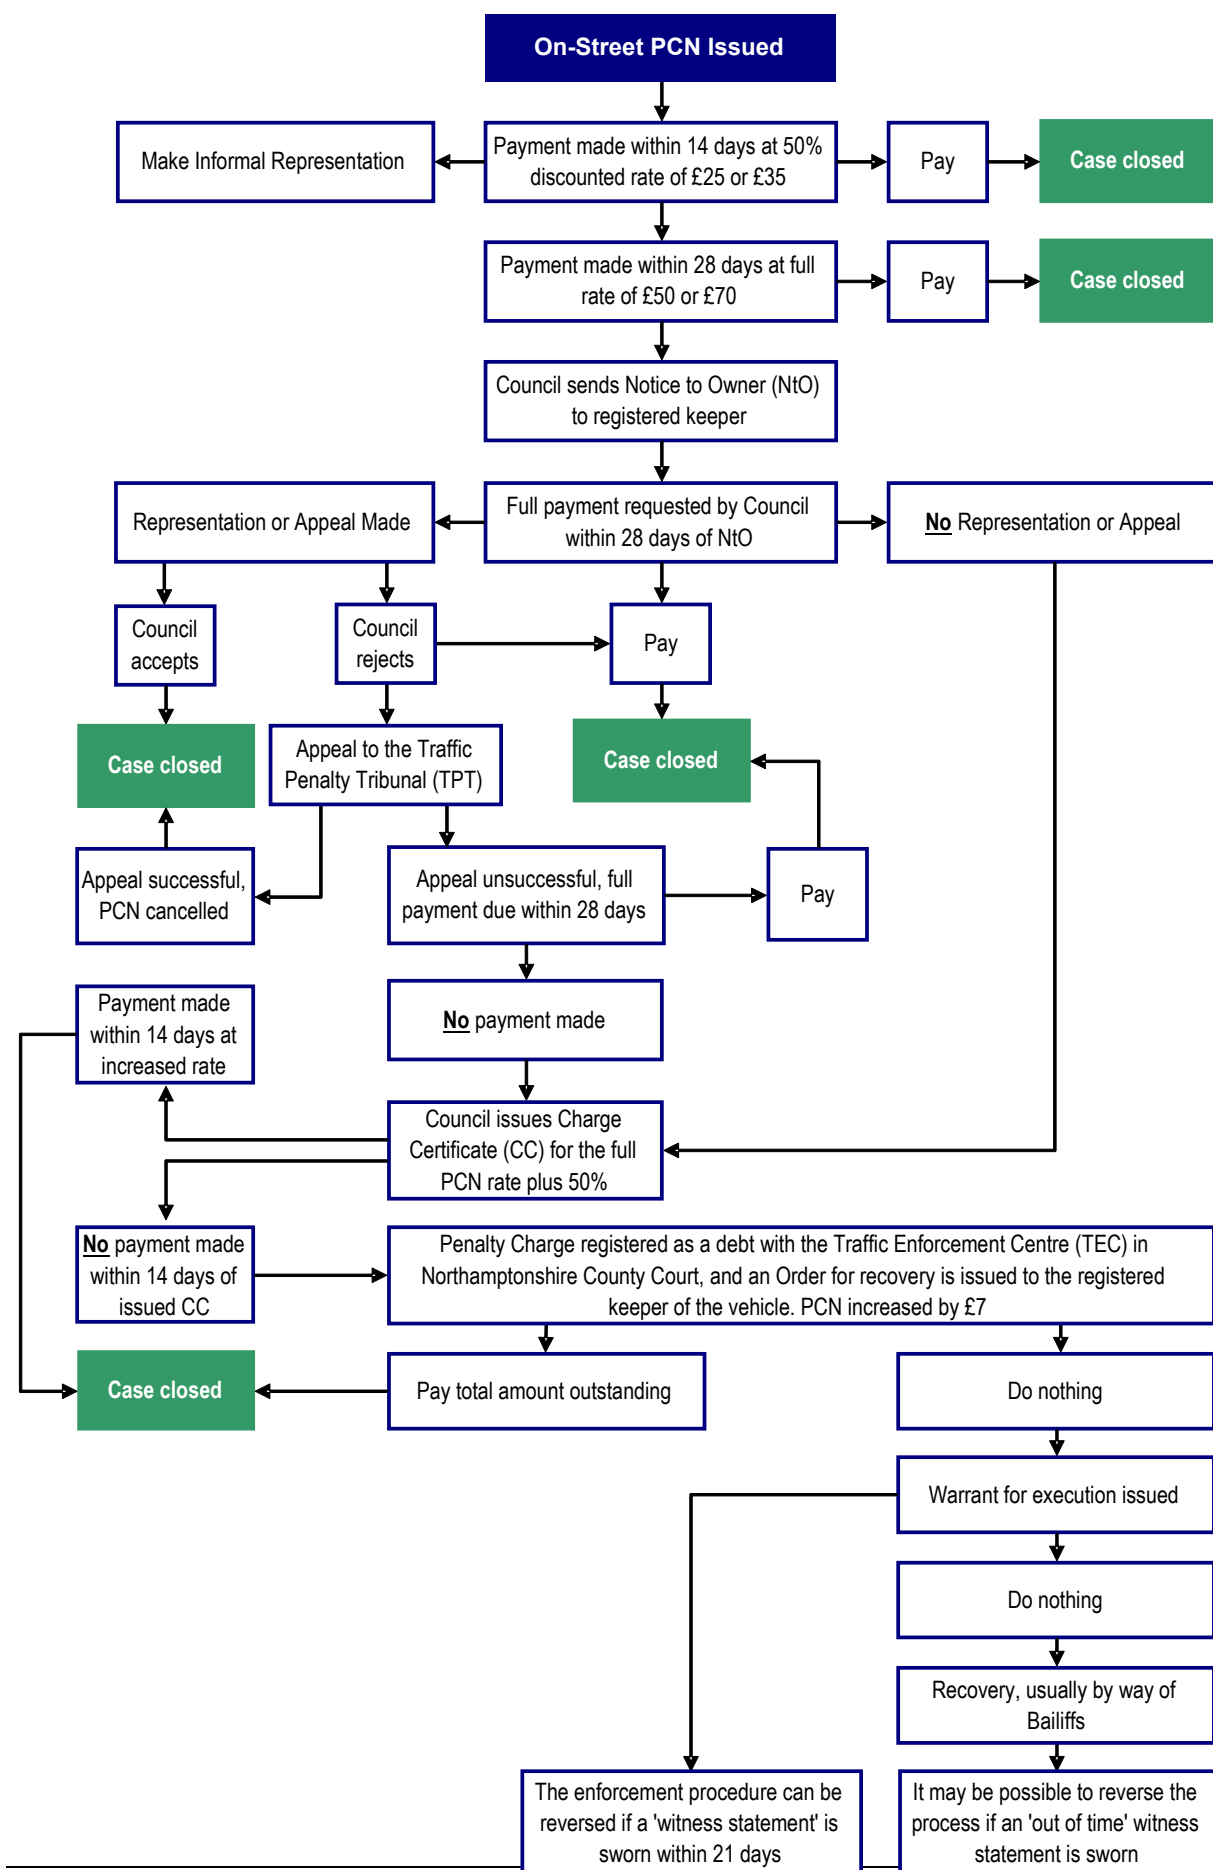 On-Street PCN Issued
Make Informal Representation
Payment made within 14 days at 50%
discounted rate of £25 or £35
Pay
Case closed
Payment made within 28 days at full
rate of £50 or £70
Pay
Case closed
Council sends Notice to Owner (NtO)
to registered keeper
Representation or Appeal Made
Full payment requested by Council
within 28 days of NtO
No Representation or Appeal
Council
accepts
Council
rejects
Pay
Case closed
Appeal to the Traffic
Penalty Tribunal (TPT)
Case closed
Appeal successful,
PCN cancelled
Appeal unsuccessful, full
payment due within 28 days
Pay
Payment made
within 14 days at
increased rate
No payment made
Council issues Charge
Certificate (CC) for the full
PCN rate plus 50%
No payment made
within 14 days of
issued CC
Penalty Charge registered as a debt with the Traffic Enforcement Centre (TEC) in
Northamptonshire County Court, and an Order for recovery is issued to the registered
keeper of the vehicle. PCN increased by £7
Case closed
Pay total amount outstanding
Do nothing
Warrant for execution issued
Do nothing
Recovery, usually by way of
Bailiffs
The enforcement procedure can be
reversed if a 'witness statement' is
sworn within 21 days
It may be possible to reverse the
process if an 'out of time' witness
statement is sworn